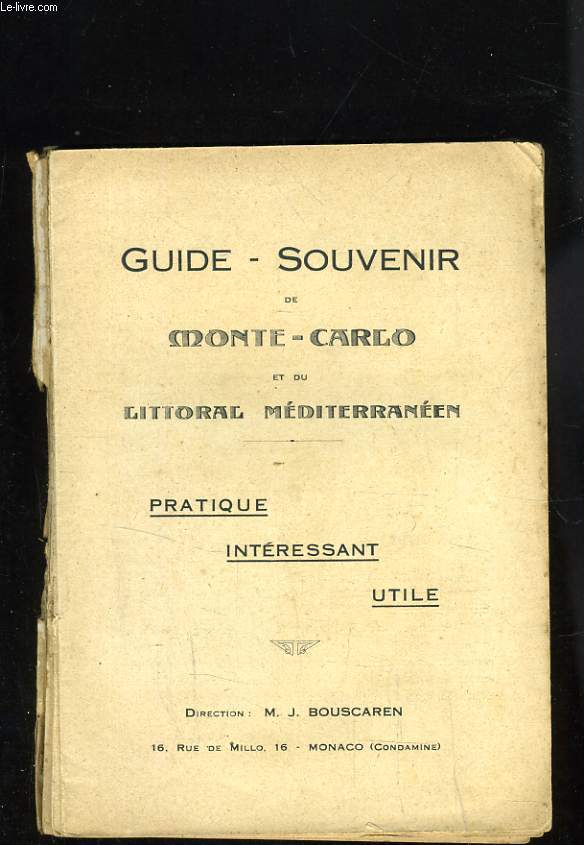 Le-livre.com
GUIDE - SOUVENIR
DE
MONTE-CARLO
ET DU
LITTORAL MÉDITERRANÉEN
PRATIQUE
INTÉRESSANT
UTILE
DIRECTION: M. J. BOUSCAREN
16, RUE DE MILLO, 16 - MONACO (CONDAMINE)